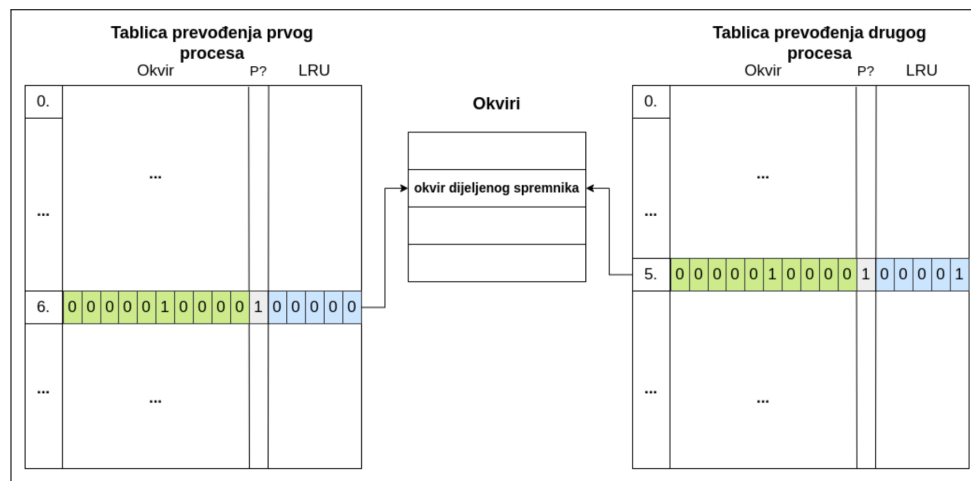 Tablica prevođenja prvog
procesa
Okvir P? LRU
0.
...
...
6. 0 0 0 0 0 1 0 0 0 0 1 0 0 0 0 0
...
...
Okviri
okvir dijeljenog spremnika
Tablica prevođenja drugog
procesa
Okvir P? LRU
0.
...
...
5. 0 0 0 0 0 1 0 0 0 0 1 0 0 0 0 1
...
...